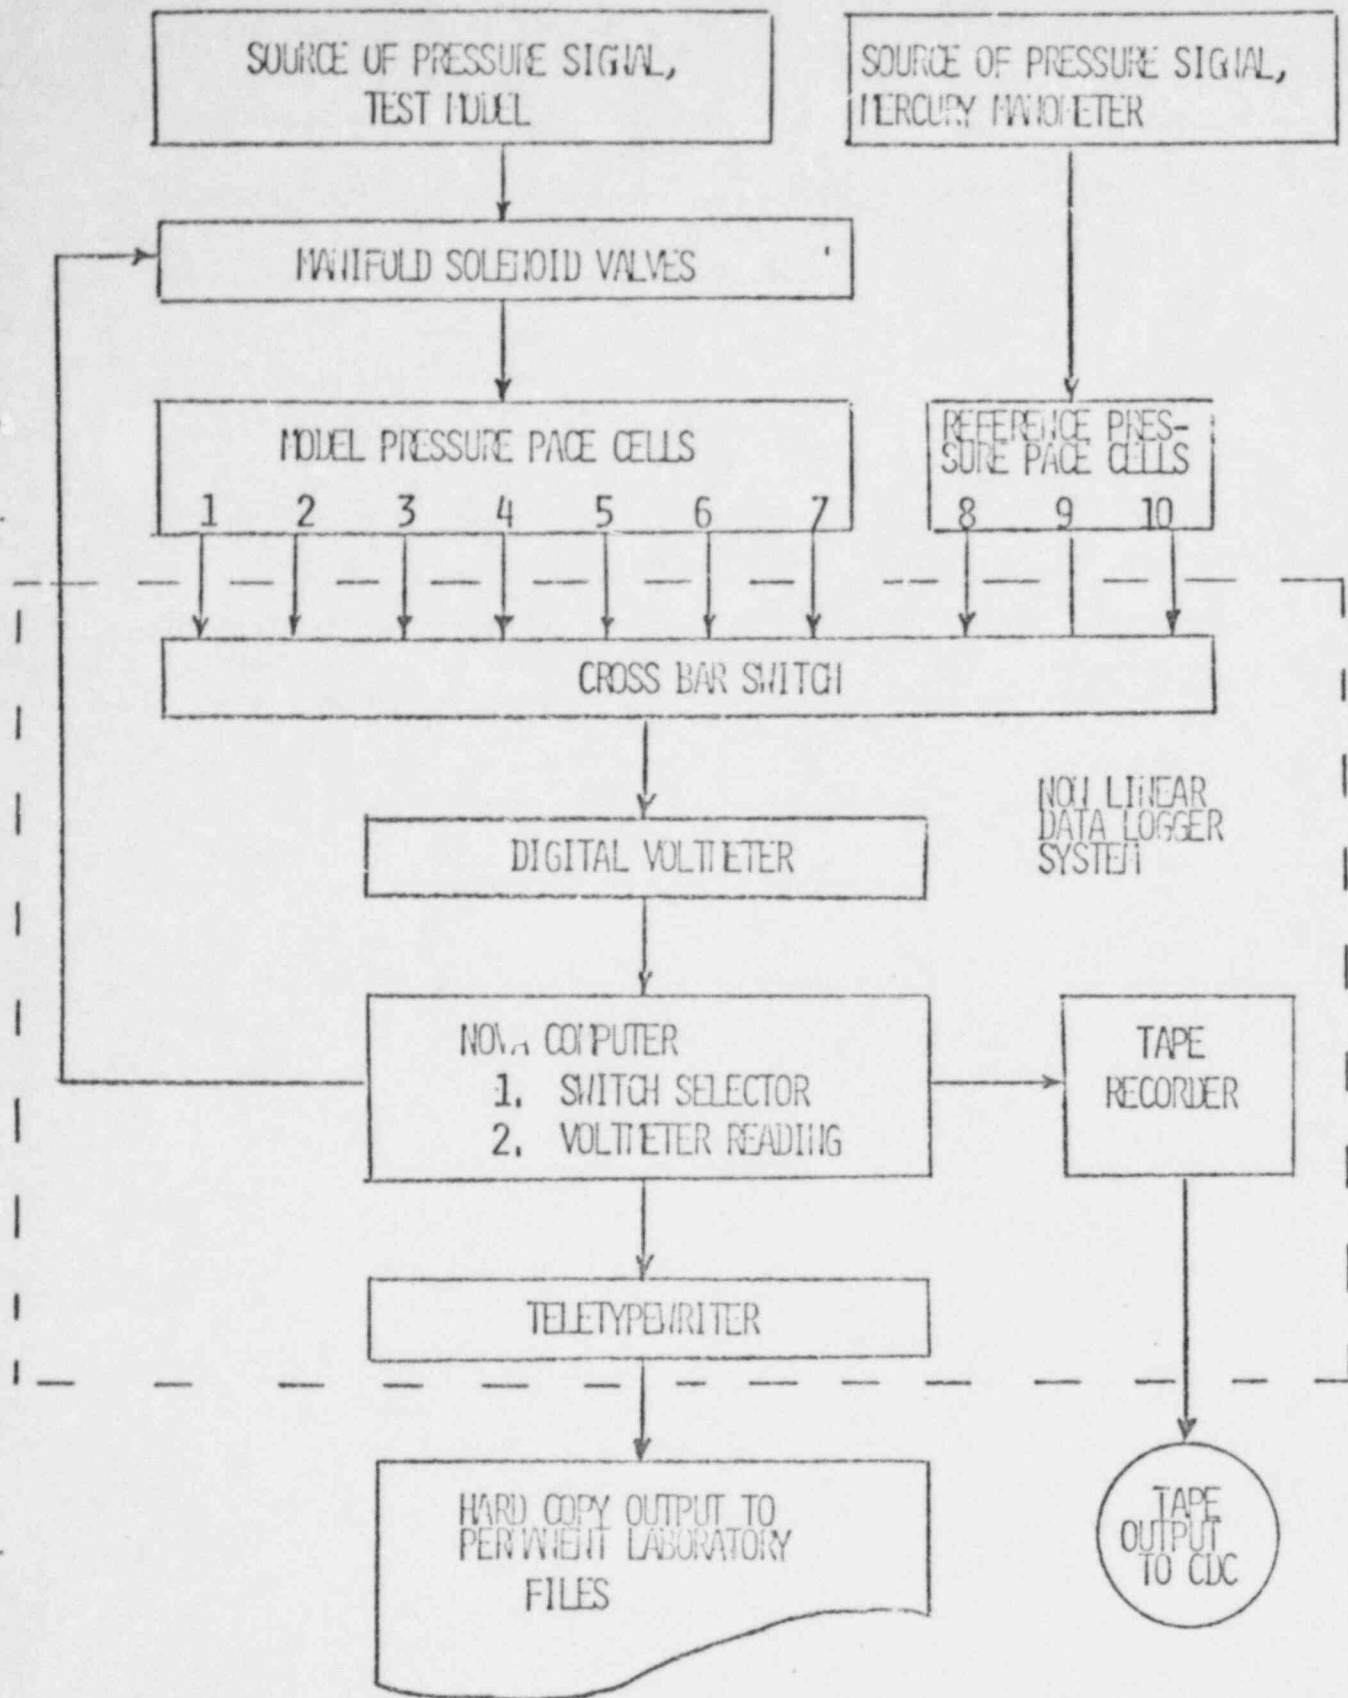 SOURCE OF PRESSURE SIGNAL,
TEST MODEL
SOURCE OF PRESSURE SIGNAL,
MERCURY MANOMETER
MANIFOLD SOLENOID VALVES
MODEL PRESSURE PACE CELLS
1 2 3 4 5 6 7
REFERENCE PRES-
SURE PACE CELLS
8 9 10
CROSS BAR SWITCH
NON LINEAR
DATA LOGGER
SYSTEM
DIGITAL VOLTMETER
NOVA COMPUTER
1. SWITCH SELECTOR
2. VOLTMETER READING
TAPE
RECORDER
TELETYPEWRITER
HARD COPY OUTPUT TO
PERMANENT LABORATORY
FILES
TAPE
OUTPUT
TO CDC